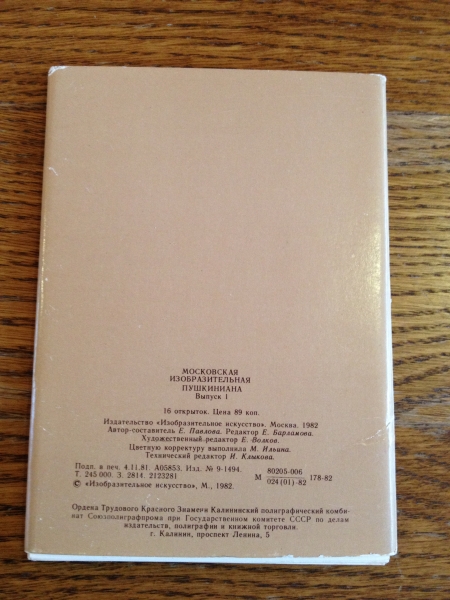 МОСКОВСКАЯ
ИЗОБРАЗИТЕЛЬНАЯ
ПУШКИНИАНА
Выпуск 1
16 открыток. Цена 89 коп.
Издательство «Изобразительное искусство». Москва. 1982
Автор-составитель Е. Павлова. Редактор Е. Варламова.
Художественный редактор Е. Волков.
Цветную корректуру выполняла М. Ильина.
Технический редактор И. Клыкова.
Подп. в печ. 4.11.81. А05853. Изд. № 9-1494.
Т. 245 000. З. 2814. 2123281
М 80205-006 178-82
024(01)-82
© «Изобразительное искусство», М., 1982.
Ордена Трудового Красного Знамени Калининский полиграфический комби-
нат Союзполиграфпрома при Государственном комитете СССР по делам
издательств, полиграфии и книжной торговли.
г. Калинин, проспект Ленина, 5